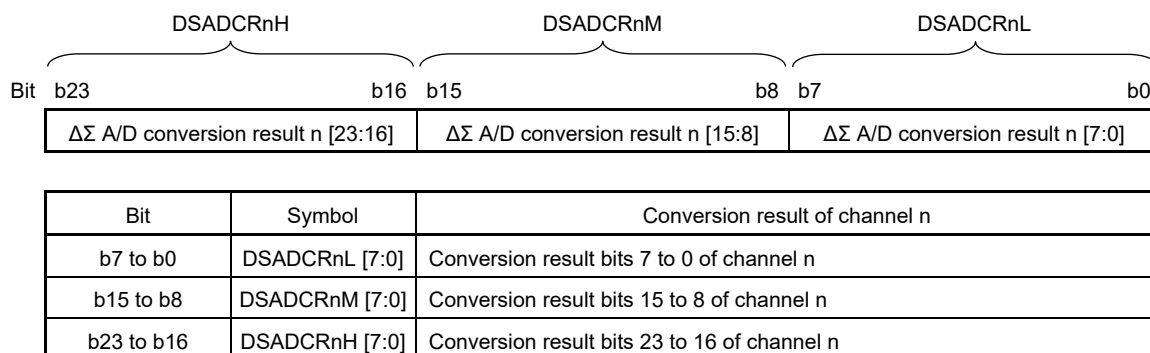 DSADCRnH DSADCRnM DSADCRnL
Bit b23 b16 b15 b8 b7 b0
ΔΣ A/D conversion result n [23:16] ΔΣ A/D conversion result n [15:8] ΔΣ A/D conversion result n [7:0]
Bit Symbol Conversion result of channel n
b7 to b0 DSADCRnL [7:0] Conversion result bits 7 to 0 of channel n
b15 to b8 DSADCRnM [7:0] Conversion result bits 15 to 8 of channel n
b23 to b16 DSADCRnH [7:0] Conversion result bits 23 to 16 of channel n